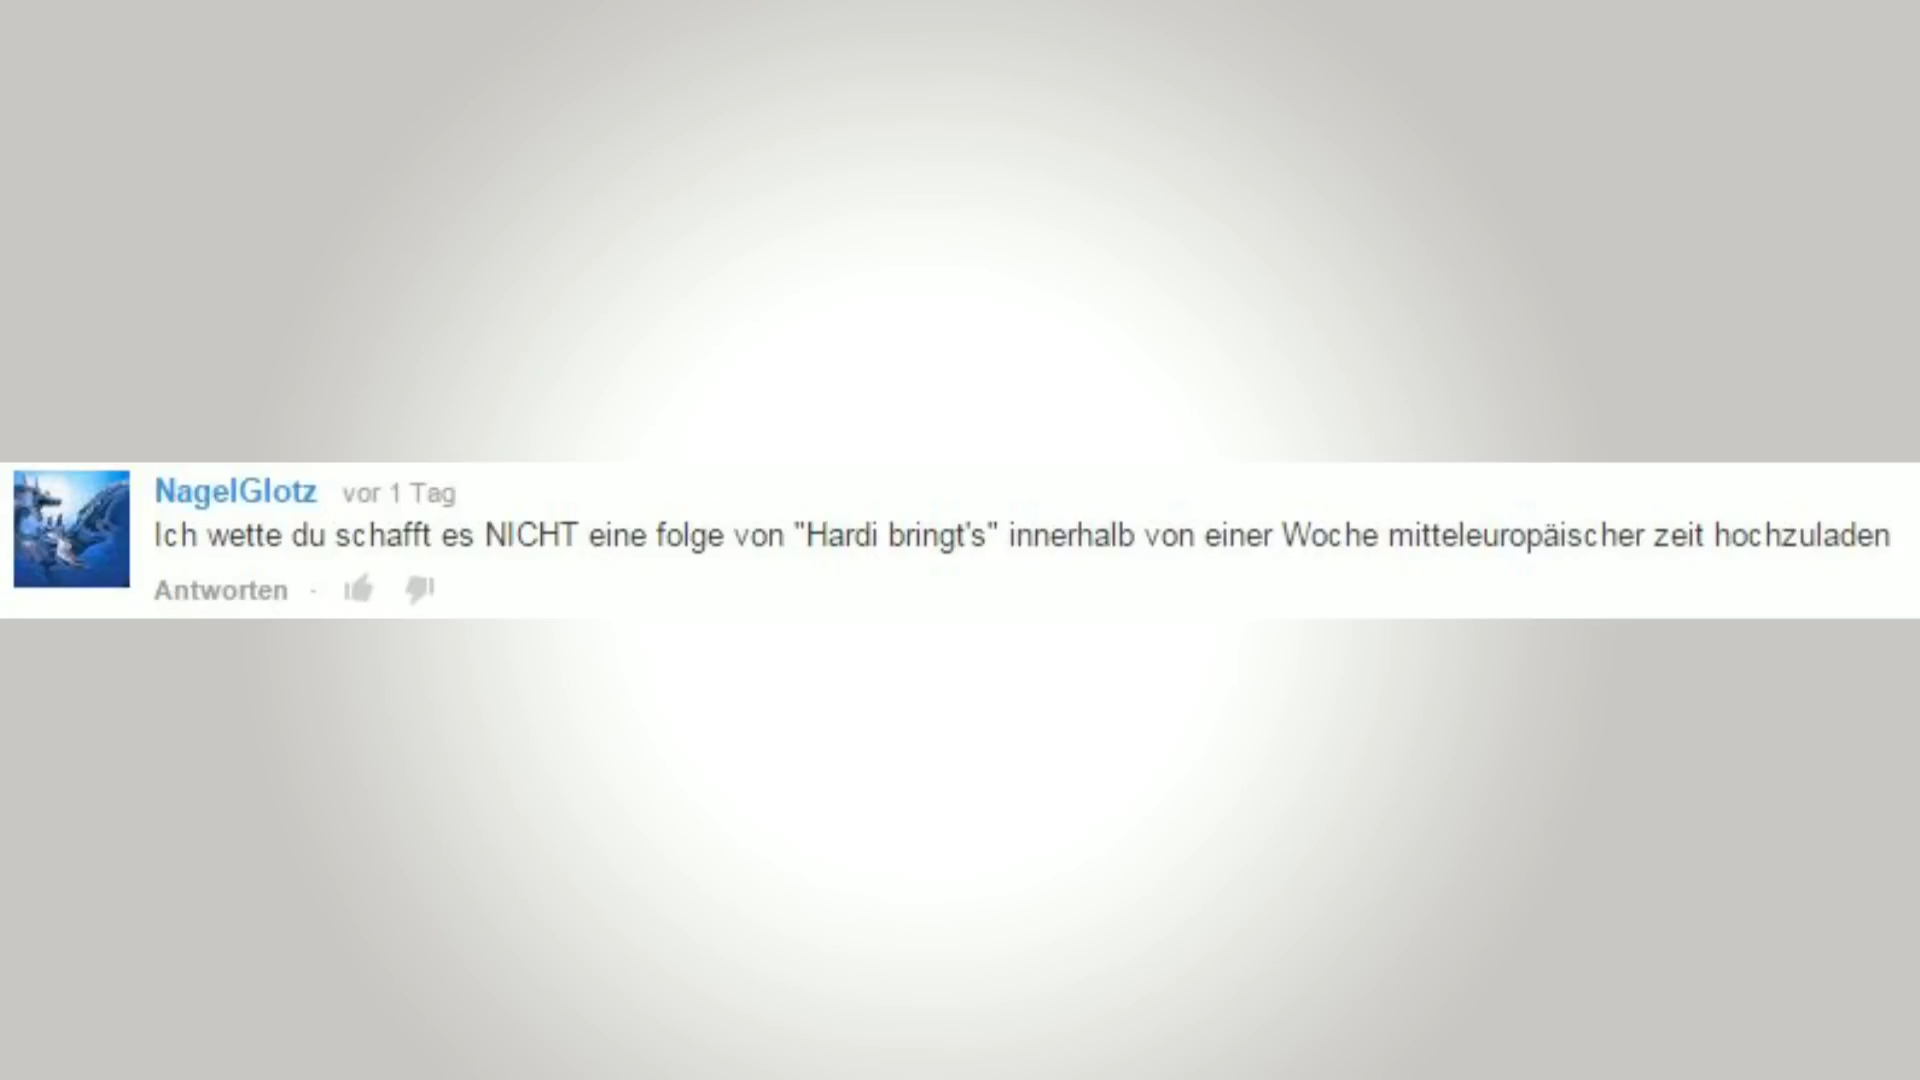 NagelGlotz vor 1 Tag
Ich wette du schafft es NICHT eine folge von "Hardi bringt's" innerhalb von einer Woche mitteleuropäischer zeit hochzuladen
Antworten ·